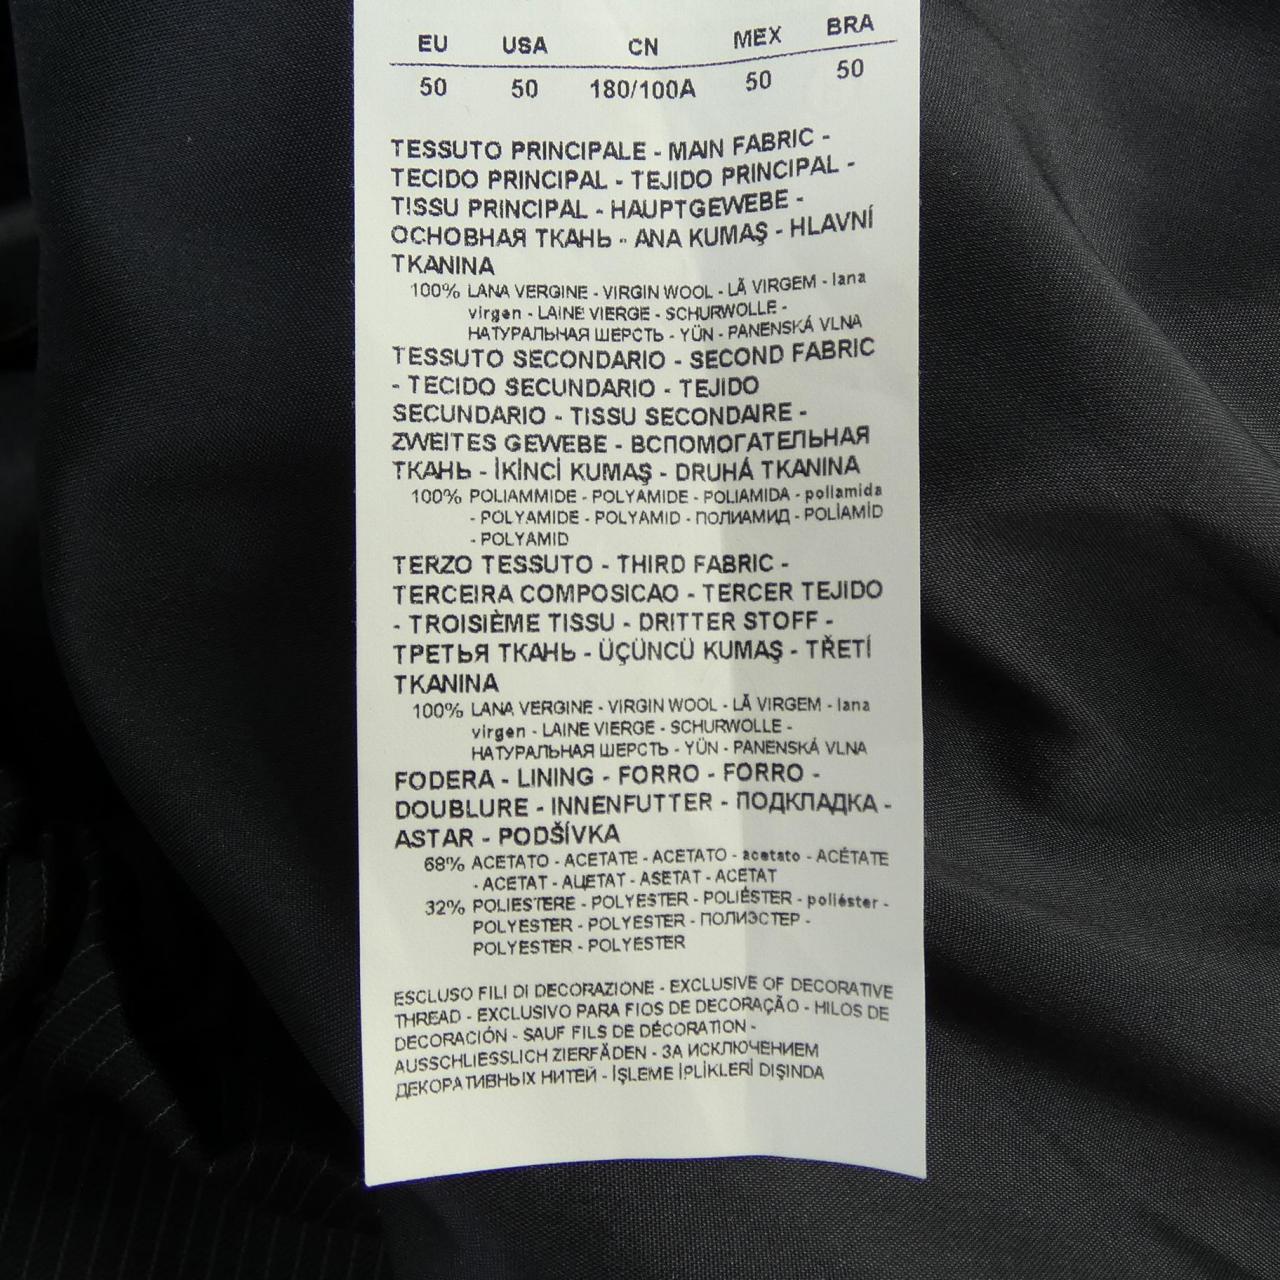 EU USA CN MEX BRA
50 50 180/100A 50 50
TESSUTO PRINCIPALE - MAIN FABRIC -
TECIDO PRINCIPAL - TEJIDO PRINCIPAL -
TISSU PRINCIPAL - HAUPTGEWEBE -
ОСНОВНАЯ ТКАНЬ - ANA KUMAŞ - HLAVNÍ
TKANINA
100% LANA VERGINE - VIRGIN WOOL - LÃ VIRGEM - lana
virgen - LAINE VIERGE - SCHURWOLLE -
НАТУРАЛЬНАЯ ШЕРСТЬ - YÜN - PANENSKÁ VLNA
TESSUTO SECONDARIO - SECOND FABRIC
- TECIDO SECUNDARIO - TEJIDO
SECUNDARIO - TISSU SECONDAIRE -
ZWEITES GEWEBE - ВСПОМОГАТЕЛЬНАЯ
ТКАНЬ - İKİNCİ KUMAŞ - DRUHÁ TKANINA
100% POLIAMMIDE - POLYAMIDE - POLIAMIDA - poliamida
- POLYAMIDE - POLYAMID - ПОЛИАМИД - POLİAMİD
- POLYAMID
TERZO TESSUTO - THIRD FABRIC -
TERCEIRA COMPOSICAO - TERCER TEJIDO
- TROISIÈME TISSU - DRITTER STOFF -
ТРЕТЬЯ ТКАНЬ - ÜÇÜNCÜ KUMAŞ - TŘETÍ
TKANINA
100% LANA VERGINE - VIRGIN WOOL - LÃ VIRGEM - lana
virgen - LAINE VIERGE - SCHURWOLLE -
НАТУРАЛЬНАЯ ШЕРСТЬ - YÜN - PANENSKÁ VLNA
FODERA - LINING - FORRO - FORRO -
DOUBLURE - INNENFUTTER - ПОДКЛАДКА -
ASTAR - PODŠÍVKA
68% ACETATO - ACETATE - ACETATO - acetato - ACÉTATE
- ACETAT - АЦЕТАТ - ASETAT - ACETAT
32% POLIESTERE - POLYESTER - POLIÉSTER - poliéster -
POLYESTER - POLYESTER - ПОЛИЭСТЕР -
POLYESTER - POLYESTER
ESCLUSO FILI DI DECORAZIONE - EXCLUSIVE OF DECORATIVE
THREAD - EXCLUSIVO PARA FIOS DE DECORAÇÃO - HILOS DE
DECORACIÓN - SAUF FILS DE DÉCORATION -
AUSSCHLIESSLICH ZIERFÄDEN - ЗА ИСКЛЮЧЕНИЕМ
ДЕКОРАТИВНЫХ НИТЕЙ - İŞLEME İPLİKLERİ DIŞINDA